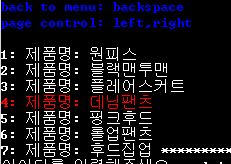 back to menu: backspace
page control: left.right
1: 제품명: 원피스
2: 제품명: 블랙맨투맨
3: 제품명: 플레어스커트
4: 제품명: 데님팬츠
5: 제품명: 핑크후드
6: 제품명: 롤업팬츠
7: 제품명: 후드집업 **********